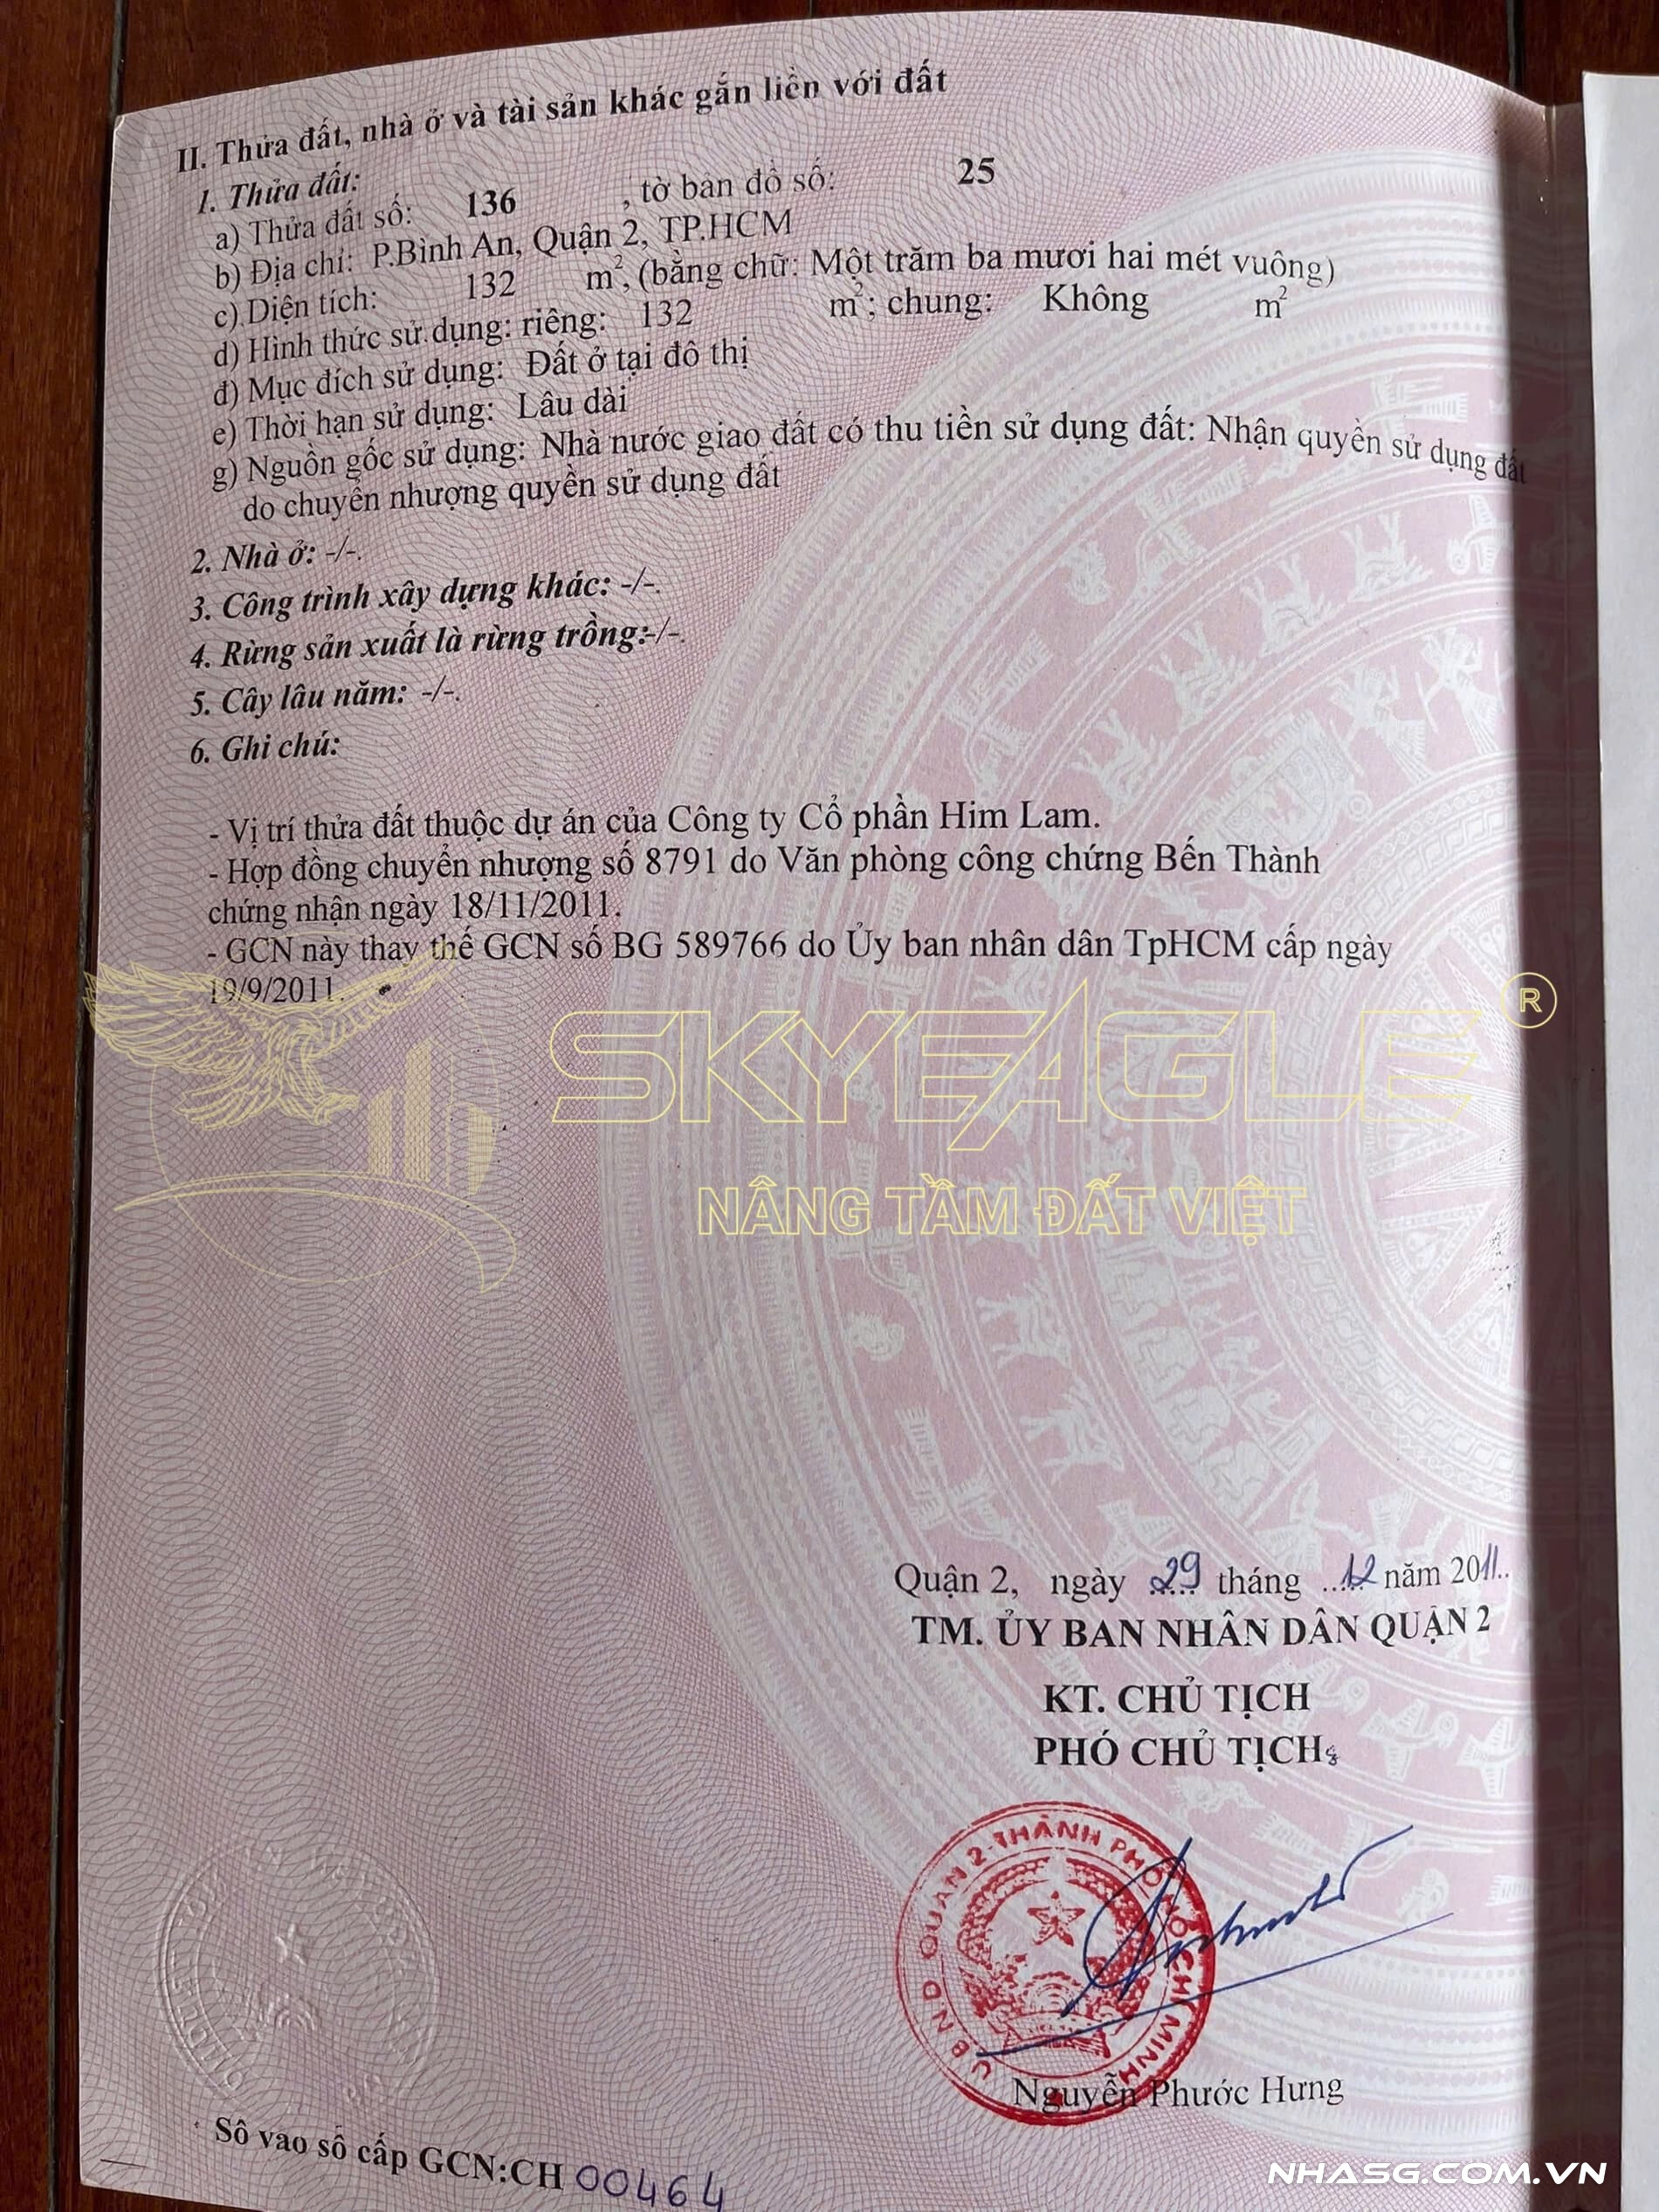 II. Thửa đất, nhà ở và tài sản khác gắn liền với đất
1. Thửa đất:
a) Thửa đất số: 136 , tờ bản đồ số: 25
b) Địa chỉ: P.Bình An, Quận 2, TP.HCM
c) Diện tích: 132 m², (bằng chữ: Một trăm ba mươi hai mét vuông)
d) Hình thức sử dụng: riêng: 132 m²; chung: Không m²
đ) Mục đích sử dụng: Đất ở tại đô thị
e) Thời hạn sử dụng: Lâu dài
g) Nguồn gốc sử dụng: Nhà nước giao đất có thu tiền sử dụng đất: Nhận quyền sử dụng đất
do chuyển nhượng quyền sử dụng đất
2. Nhà ở: -/-.
3. Công trình xây dựng khác: -/-.
4. Rừng sản xuất là rừng trồng:-/-.
5. Cây lâu năm: -/-.
6. Ghi chú:
- Vị trí thửa đất thuộc dự án của Công ty Cổ phần Him Lam.
- Hợp đồng chuyển nhượng số 8791 do Văn phòng công chứng Bến Thành
chứng nhận ngày 18/11/2011.
- GCN này thay thế GCN số BG 589766 do Ủy ban nhân dân TpHCM cấp ngày
19/9/2011.
SKYEAGLE ®
NÂNG TẦM ĐẤT VIỆT
Quận 2, ngày 29 tháng 12 năm 2011
TM. ỦY BAN NHÂN DÂN QUẬN 2
KT. CHỦ TỊCH
PHÓ CHỦ TỊCH
U.B.N.D QUẬN 2-THÀNH PHỐ HỒ CHÍ MINH
Nguyễn Phước Hưng
Số vào sổ cấp GCN:CH 00464
NHASG.COM.VN